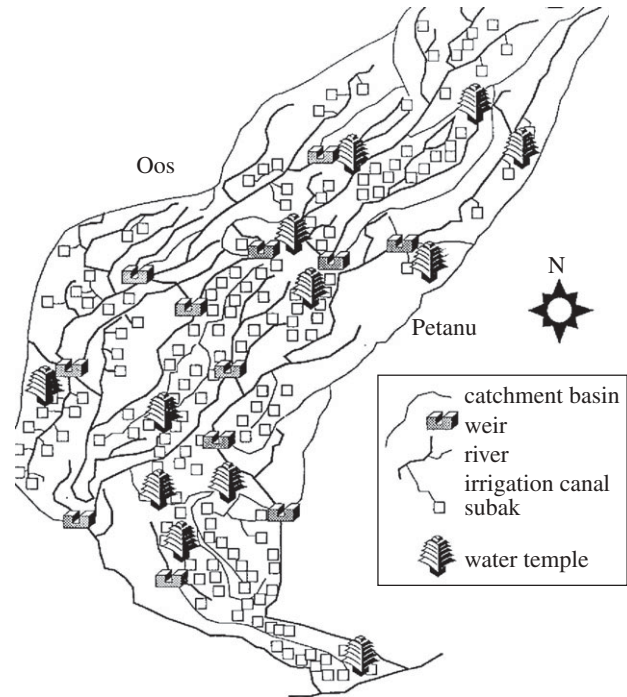 Oos
N
Petanu
catchment basin
weir
river
irrigation canal
subak
water temple